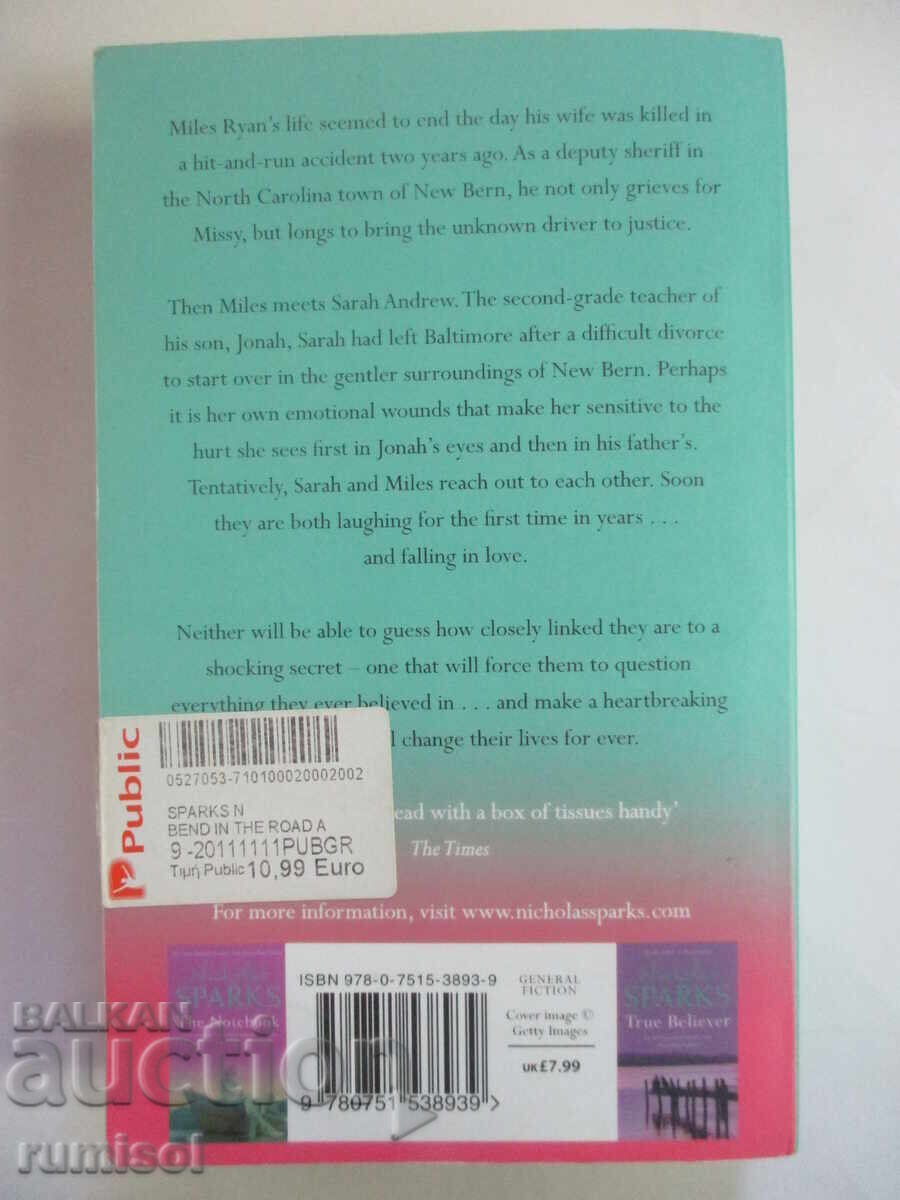 Miles Ryan's life seemed to end the day his wife was killed in
a hit-and-run accident two years ago. As a deputy sheriff in
the North Carolina town of New Bern, he not only grieves for
Missy, but longs to bring the unknown driver to justice.
Then Miles meets Sarah Andrew. The second-grade teacher of
his son, Jonah, Sarah had left Baltimore after a difficult divorce
to start over in the gentler surroundings of New Bern. Perhaps
it is her own emotional wounds that make her sensitive to the
hurt she sees first in Jonah's eyes and then in his father's.
Tentatively, Sarah and Miles reach out to each other. Soon
they are both laughing for the first time in years . . .
and falling in love.
Neither will be able to guess how closely linked they are to a
shocking secret – one that will force them to question
everything they ever believed in . . . and make a heartbreaking
change their lives for ever.
with a box of tissues handy'
The Times
Public
0527053-710100020002002
SPARKS N
BEND IN THE ROAD A
9-20111111PUBGR
Τιμή Public 10,99 Euro
For more information, visit www.nicholassparks.com
SPARKS
The Notebook
ISBN 978-0-7515-3893-9
9 780751 538939 >
GENERAL
FICTION
Cover image ©
Getty Images
UK £7.99
SPARKS
True Believer
BALKAN
auction
rumisol